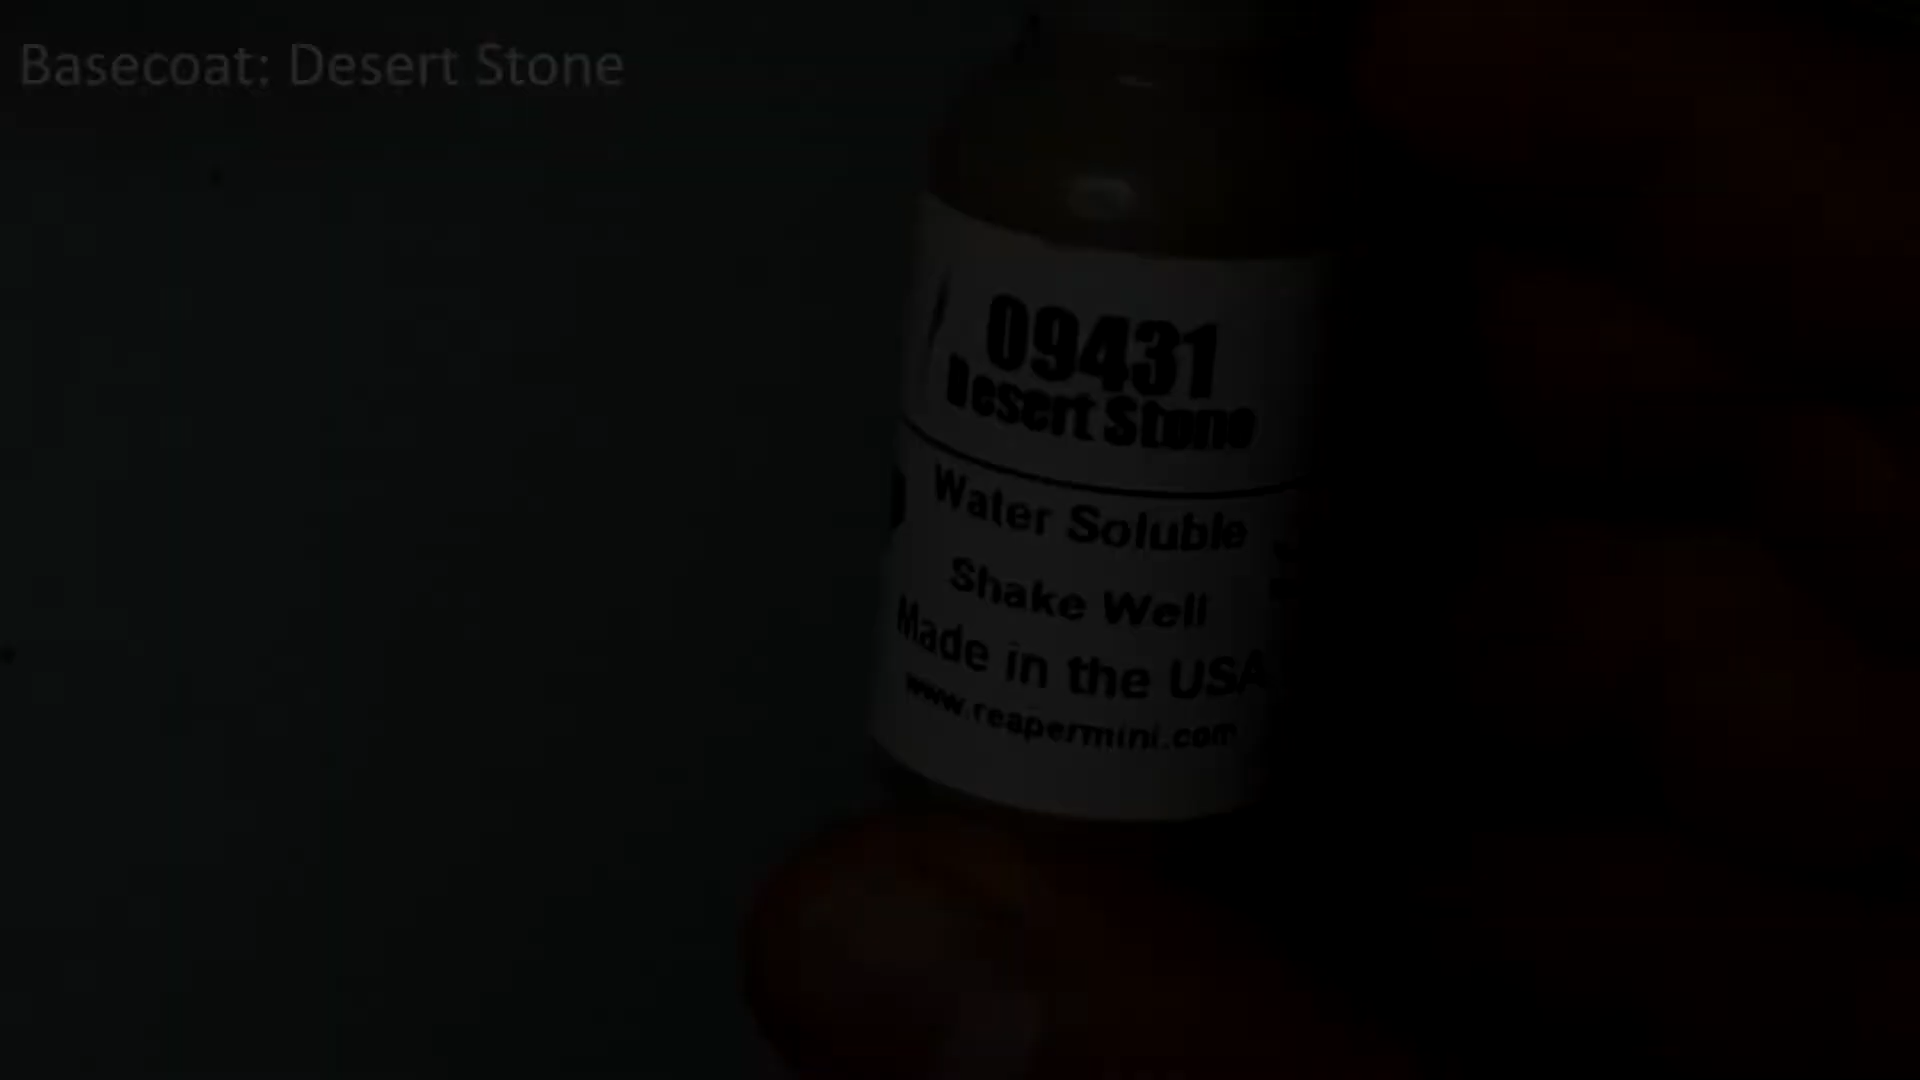 Basecoat: Desert Stone
09431
Desert Stone
Water Soluble
Shake Well
Made in the USA
www.reapermini.com